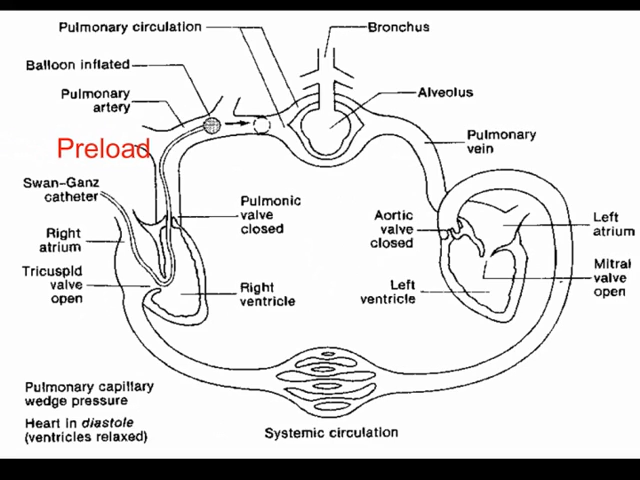 Pulmonary circulation
Bronchus
Balloon inflated
Alveolus
Pulmonary
artery
Pulmonary
vein
Preload
Swan-Ganz
catheter
Pulmonic
valve
closed
Aortic
valve
closed
Left
atrium
Right
atrium
Tricuspid
valve
open
Right
ventricle
Left
ventricle
Mitral
valve
open
Pulmonary capillary
wedge pressure
Heart in diastole
(ventricles relaxed)
Systemic circulation